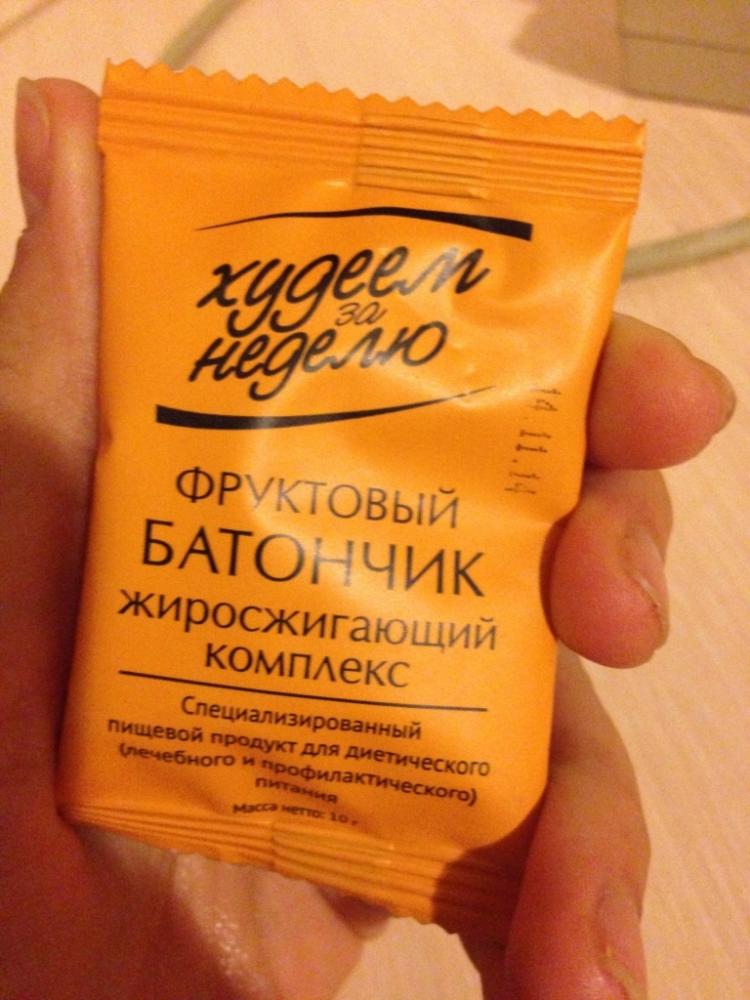 худеем
за
неделю
ФРУКТОВЫЙ
БАТОНЧИК
жиросжигающий
комплекс
Специализированный
пищевой продукт для диетического
(лечебного и профилактического)
питания
Масса нетто: 10 г